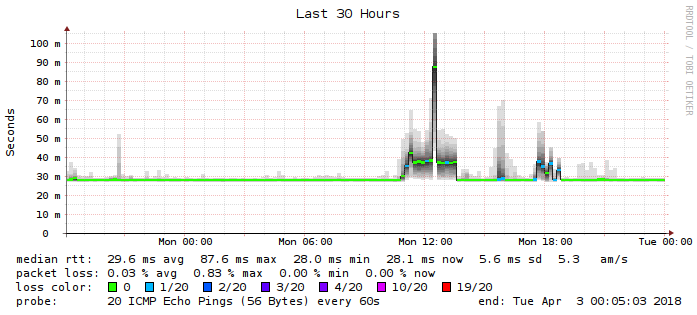 Last 30 Hours
RRDTOOL / TOBI OETIKER
Seconds
100 m
90 m
80 m
70 m
60 m
50 m
40 m
30 m
20 m
10 m
0
Mon 00:00 Mon 06:00 Mon 12:00 Mon 18:00 Tue 00:00
median rtt: 29.6 ms avg 87.6 ms max 28.0 ms min 28.1 ms now 5.6 ms sd 5.3 am/s
packet loss: 0.03 % avg 0.83 % max 0.00 % min 0.00 % now
loss color: 0 1/20 2/20 3/20 4/20 10/20 19/20
probe: 20 ICMP Echo Pings (56 Bytes) every 60s end: Tue Apr 3 00:05:03 2018